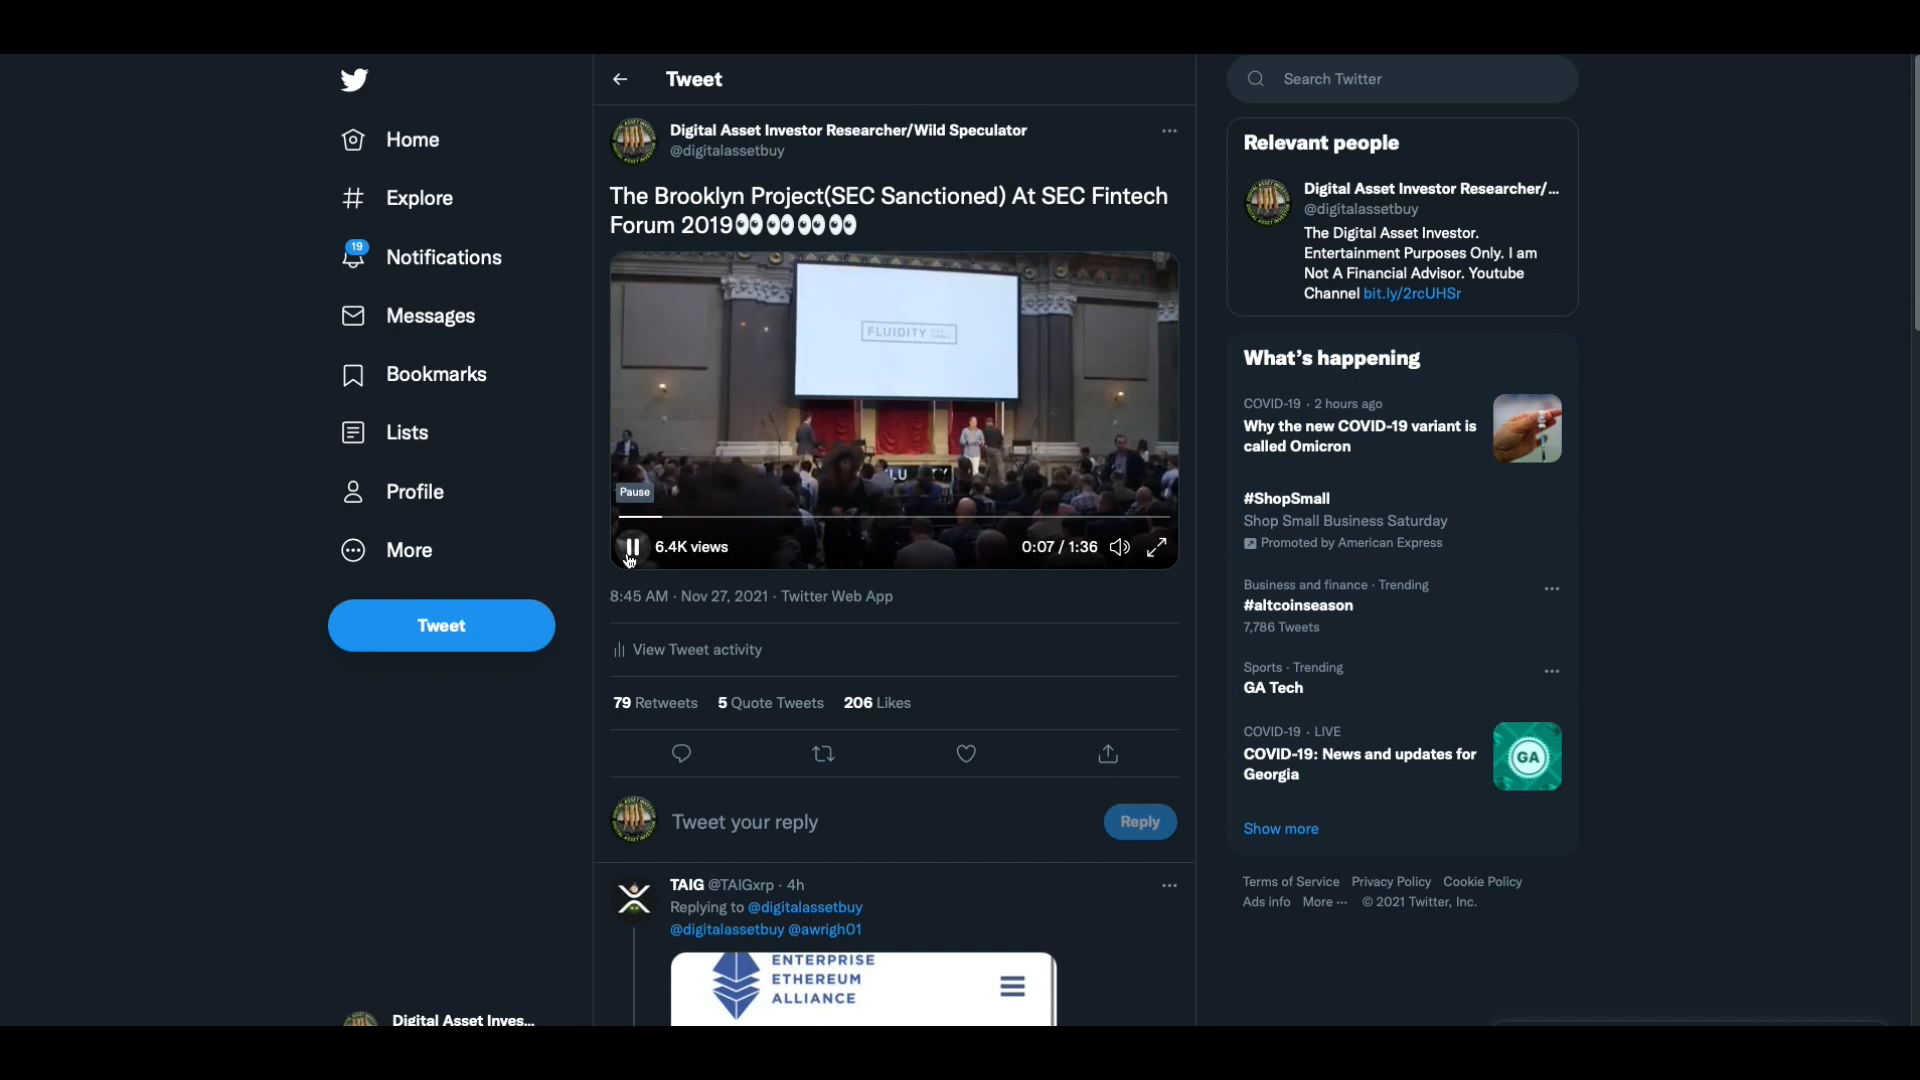 Home
Explore
19
Notifications
Messages
Bookmarks
Lists
Profile
More
Tweet
Digital Asset Inves...
Tweet
Digital Asset Investor Researcher/Wild Speculator
@digitalassetbuy
The Brooklyn Project(SEC Sanctioned) At SEC Fintech
Forum 2019👀👀👀👀
FLUIDITY
Pause
6.4K views
0:07 / 1:36
8:45 AM · Nov 27, 2021 · Twitter Web App
View Tweet activity
79 Retweets 5 Quote Tweets 206 Likes
Tweet your reply
Reply
TAIG @TAIGxrp · 4h
Replying to @digitalassetbuy
@digitalassetbuy @awrigh01
ENTERPRISE
ETHEREUM
ALLIANCE
Search Twitter
Relevant people
Digital Asset Investor Researcher/...
@digitalassetbuy
The Digital Asset Investor.
Entertainment Purposes Only. I am
Not A Financial Advisor. Youtube
Channel bit.ly/2rcUHSr
What's happening
COVID-19 · 2 hours ago
Why the new COVID-19 variant is
called Omicron
#ShopSmall
Shop Small Business Saturday
Promoted by American Express
Business and finance · Trending
#altcoinseason
7,786 Tweets
Sports · Trending
GA Tech
COVID-19 · LIVE
COVID-19: News and updates for
Georgia
GA
Show more
Terms of Service Privacy Policy Cookie Policy
Ads info More ··· © 2021 Twitter, Inc.